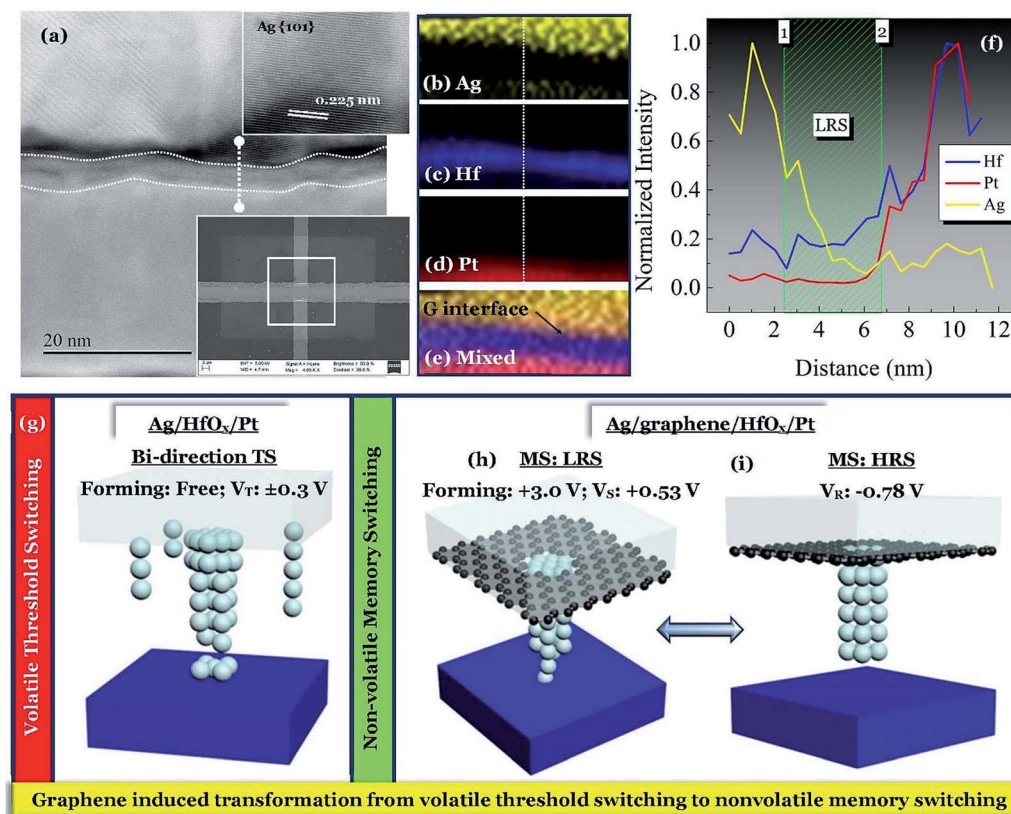 (a)
Ag {101}
0.225 nm
20 nm
(b) Ag
(c) Hf
(d) Pt
G interface
(e) Mixed
(f)
1
2
LRS
Hf
Pt
Ag
Normalized Intensity
1.0
0.8
0.6
0.4
0.2
0.0
0 2 4 6 8 10 12
Distance (nm)
(g)
Volatile Threshold Switching
Ag/HfOₓ/Pt
Bi-direction TS
Forming: Free; V_T: ±0.3 V
Non-volatile Memory Switching
Ag/graphene/HfOₓ/Pt
(h) MS: LRS
Forming: +3.0 V; V_S: +0.53 V
(i) MS: HRS
V_R: -0.78 V
Graphene induced transformation from volatile threshold switching to nonvolatile memory switching